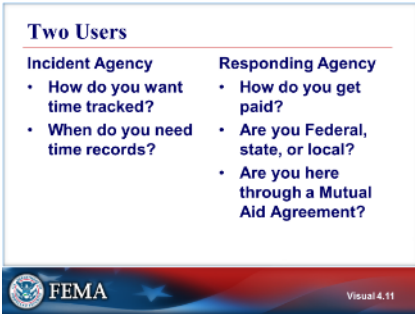 Two Users
Incident Agency
• How do you want
time tracked?
• When do you need
time records?
Responding Agency
• How do you get
paid?
• Are you Federal,
state, or local?
• Are you here
through a Mutual
Aid Agreement?
FEMA
Visual 4.11